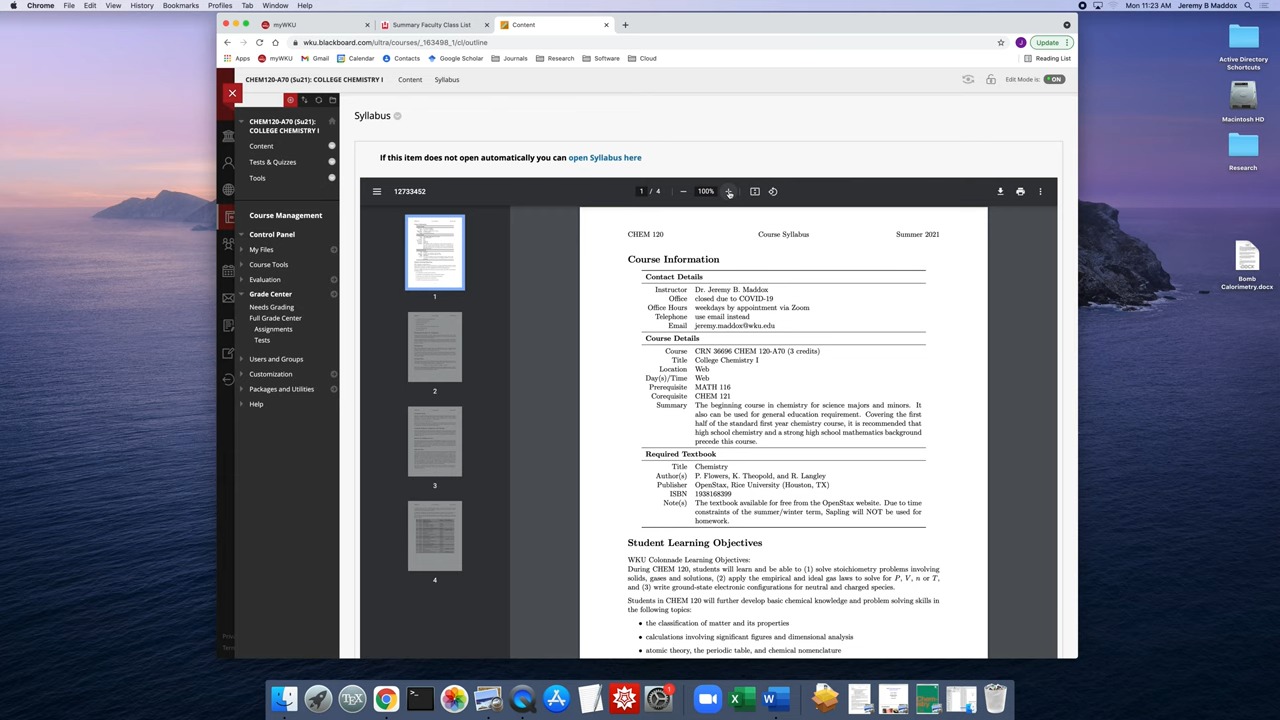 Chrome File Edit View History Bookmarks Profiles Tab Window Help
Mon 11:23 AM Jeremy B Maddox
myWKU
Summary Faculty Class List
Content
wku.blackboard.com/ultra/courses/_163498_1/cl/outline
Update
Apps myWKU Gmail Calendar Contacts Google Scholar Journals Research Software Cloud
Reading List
CHEM120-A70 (Su21): COLLEGE CHEMISTRY I Content Syllabus
Edit Mode is: ON
CHEM120-A70 (Su21):
COLLEGE CHEMISTRY I
Content
Tests & Quizzes
Tools
Course Management
Control Panel
My Files
Course Tools
Evaluation
Grade Center
Needs Grading
Full Grade Center
Assignments
Tests
Users and Groups
Customization
Packages and Utilities
Help
Syllabus
If this item does not open automatically you can open Syllabus here
12733452
1 / 4
100%
1
2
3
4
CHEM 120 Course Syllabus Summer 2021
Course Information
Contact Details
Instructor Dr. Jeremy B. Maddox
Office closed due to COVID-19
Office Hours weekdays by appointment via Zoom
Telephone use email instead
Email jeremy.maddox@wku.edu
Course Details
Course CRN 36696 CHEM 120-A70 (3 credits)
Title College Chemistry I
Location Web
Day(s)/Time Web
Prerequisite MATH 116
Corequisite CHEM 121
Summary The beginning course in chemistry for science majors and minors. It
also can be used for general education requirement. Covering the first
half of the standard first year chemistry course, it is recommended that
high school chemistry and a strong high school mathematics background
precede this course.
Required Textbook
Title Chemistry
Author(s) P. Flowers, K. Theopold, and R. Langley
Publisher OpenStax, Rice University (Houston, TX)
ISBN 1938168399
Note(s) The textbook available for free from the OpenStax website. Due to time
constraints of the summer/winter term, Sapling will NOT be used for
homework.
Student Learning Objectives
WKU Colonnade Learning Objectives:
During CHEM 120, students will learn and be able to (1) solve stoichiometry problems involving
solids, gases and solutions, (2) apply the empirical and ideal gas laws to solve for P, V, n or T,
and (3) write ground-state electronic configurations for neutral and charged species.
Students in CHEM 120 will further develop basic chemical knowledge and problem solving skills in
the following topics:
• the classification of matter and its properties
• calculations involving significant figures and dimensional analysis
• atomic theory, the periodic table, and chemical nomenclature
Active Directory
Schortcuts
Macintosh HD
Research
Bomb
Calorimetry.docx